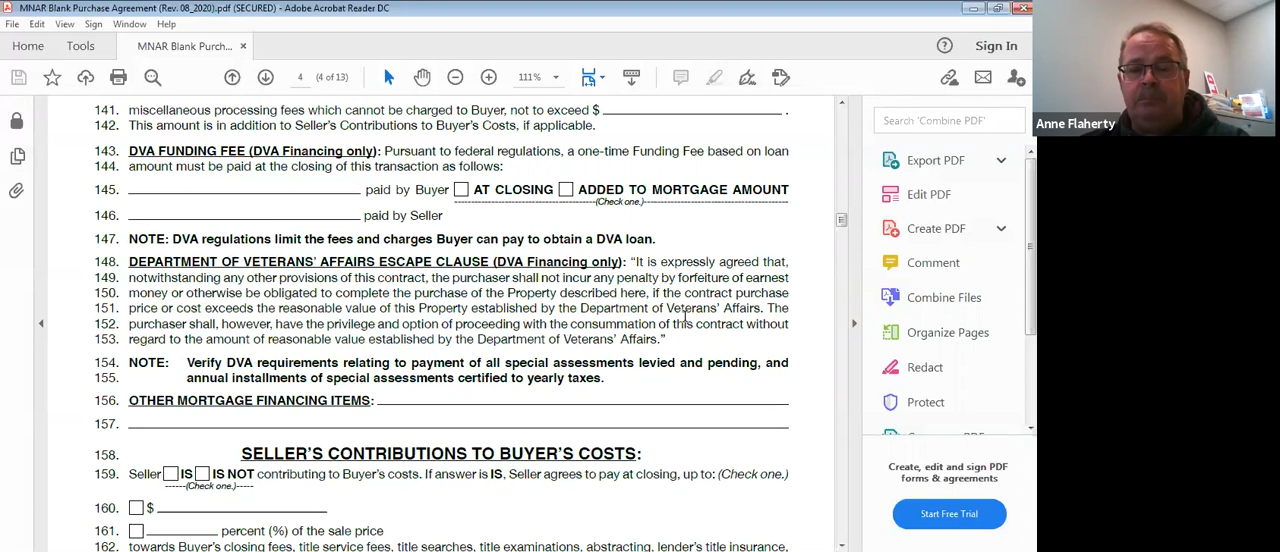 MNAR Blank Purchase Agreement (Rev. 08_2020).pdf (SECURED) - Adobe Acrobat Reader DC
File Edit View Sign Window Help
Home Tools MNAR Blank Purch... × Sign In
4 (4 of 13) 111%
141. miscellaneous processing fees which cannot be charged to Buyer, not to exceed $ .
142. This amount is in addition to Seller's Contributions to Buyer's Costs, if applicable.
143. DVA FUNDING FEE (DVA Financing only): Pursuant to federal regulations, a one-time Funding Fee based on loan
144. amount must be paid at the closing of this transaction as follows:
145. paid by Buyer AT CLOSING ADDED TO MORTGAGE AMOUNT
(Check one.)
146. paid by Seller
147. NOTE: DVA regulations limit the fees and charges Buyer can pay to obtain a DVA loan.
148. DEPARTMENT OF VETERANS' AFFAIRS ESCAPE CLAUSE (DVA Financing only): "It is expressly agreed that,
149. notwithstanding any other provisions of this contract, the purchaser shall not incur any penalty by forfeiture of earnest
150. money or otherwise be obligated to complete the purchase of the Property described here, if the contract purchase
151. price or cost exceeds the reasonable value of this Property established by the Department of Veterans' Affairs. The
152. purchaser shall, however, have the privilege and option of proceeding with the consummation of this contract without
153. regard to the amount of reasonable value established by the Department of Veterans' Affairs."
154. NOTE: Verify DVA requirements relating to payment of all special assessments levied and pending, and
155. annual installments of special assessments certified to yearly taxes.
156. OTHER MORTGAGE FINANCING ITEMS:
157.
158. SELLER'S CONTRIBUTIONS TO BUYER'S COSTS:
159. Seller IS IS NOT contributing to Buyer's costs. If answer is IS, Seller agrees to pay at closing, up to: (Check one.)
------(Check one.)------
160. $
161. percent (%) of the sale price
162. towards Buyer's closing fees, title service fees, title searches, title examinations, abstracting, lender's title insurance,
Search 'Combine PDF'
Export PDF
Edit PDF
Create PDF
Comment
Combine Files
Organize Pages
Redact
Protect
Create, edit and sign PDF
forms & agreements
Start Free Trial
Anne Flaherty